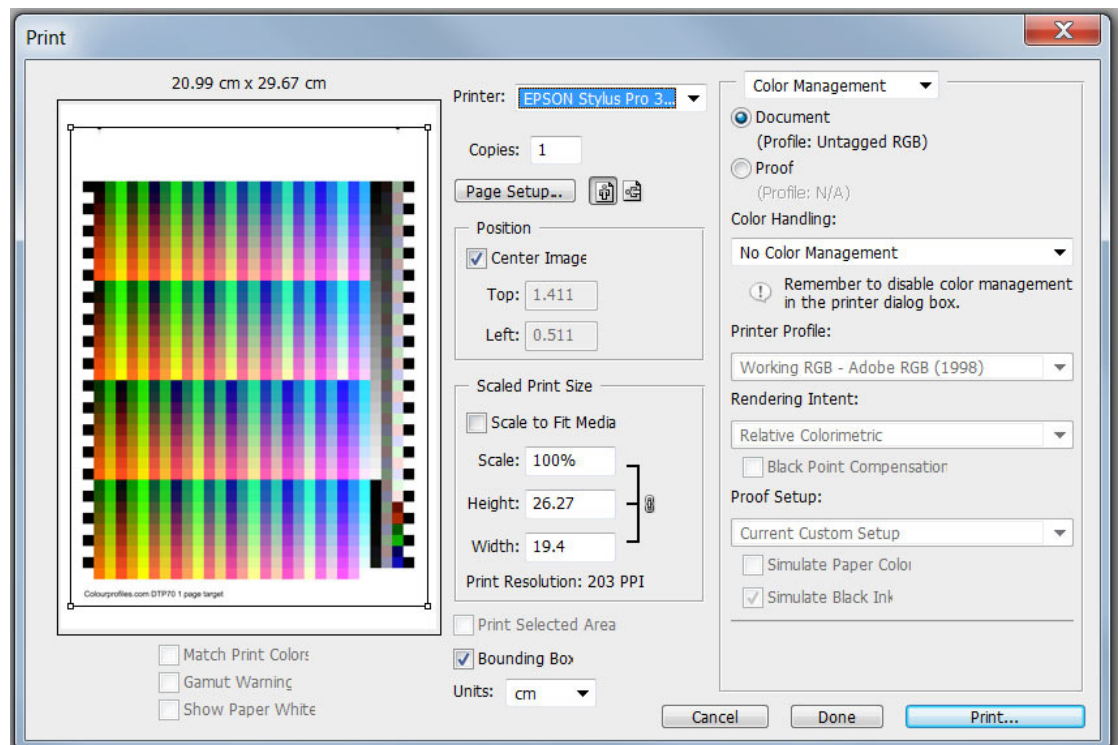 Print
X
20.99 cm x 29.67 cm
Colourprofiles.com DTP70 1 page target
Match Print Colors
Gamut Warning
Show Paper White
Printer: EPSON Stylus Pro 3...
Copies: 1
Page Setup...
Position
Center Image
Top: 1.411
Left: 0.511
Scaled Print Size
Scale to Fit Media
Scale: 100%
Height: 26.27
Width: 19.4
Print Resolution: 203 PPI
Print Selected Area
Bounding Box
Units: cm
Color Management
Document
(Profile: Untagged RGB)
Proof
(Profile: N/A)
Color Handling:
No Color Management
Remember to disable color management
in the printer dialog box.
Printer Profile:
Working RGB - Adobe RGB (1998)
Rendering Intent:
Relative Colorimetric
Black Point Compensation
Proof Setup:
Current Custom Setup
Simulate Paper Color
Simulate Black Ink
Cancel
Done
Print...